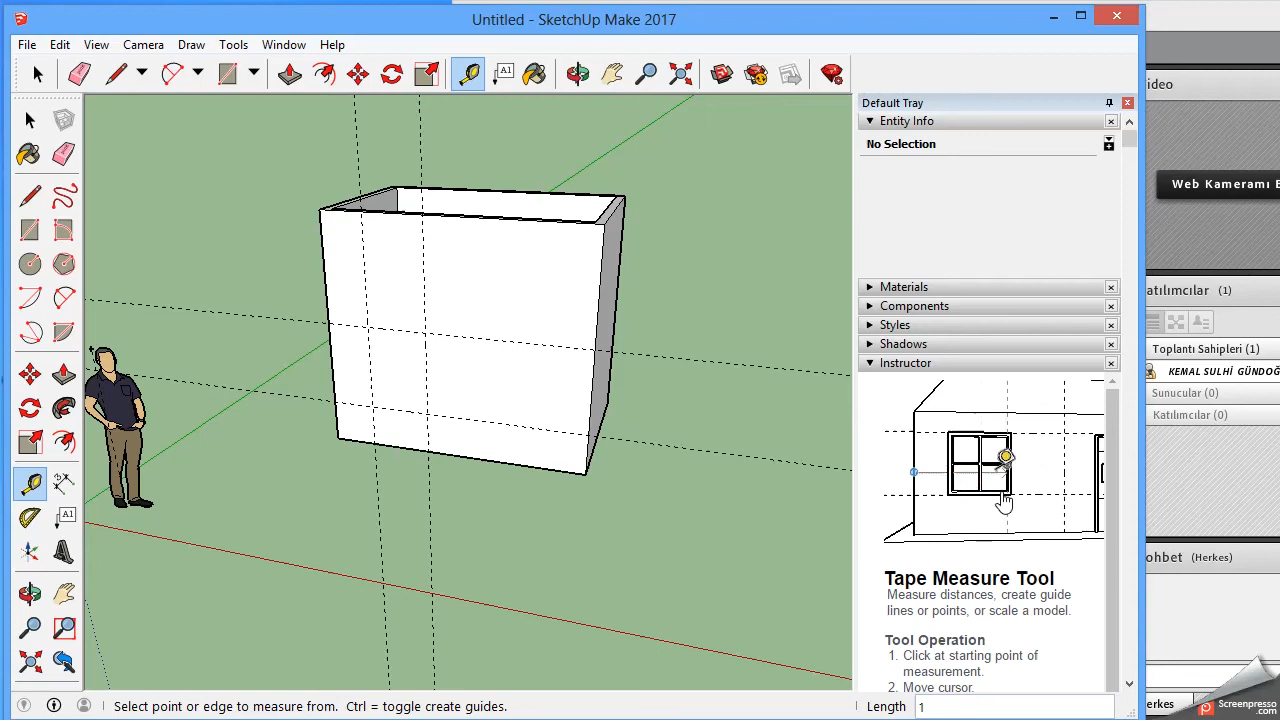 Untitled - SketchUp Make 2017
File Edit View Camera Draw Tools Window Help
A1
Default Tray
Entity Info
No Selection
Materials
Components
Styles
Shadows
Instructor
A1
Tape Measure Tool
Measure distances, create guide
lines or points, or scale a model.
Tool Operation
1. Click at starting point of
measurement.
2. Move cursor.
Select point or edge to measure from. Ctrl = toggle create guides.
Length 1
ideo
Web Kameramı E
atılımcılar (1)
Toplantı Sahipleri (1)
KEMAL SULHİ GÜNDOĞ
Sunucular (0)
Katılımcılar (0)
ohbet (Herkes)
erkes
Screenpresso
.com